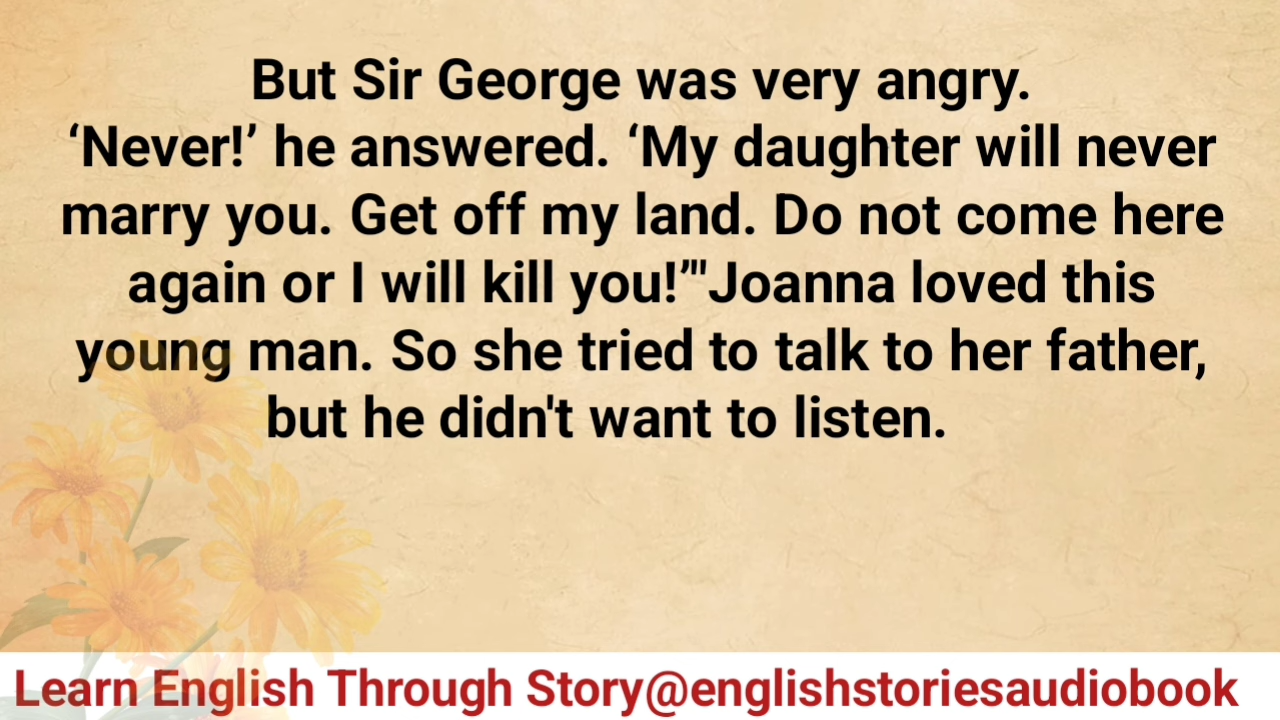 But Sir George was very angry.
‘Never!’ he answered. ‘My daughter will never
marry you. Get off my land. Do not come here
again or I will kill you!’"'Joanna loved this
young man. So she tried to talk to her father,
but he didn't want to listen.
Learn English Through Story@englishstoriesaudiobook